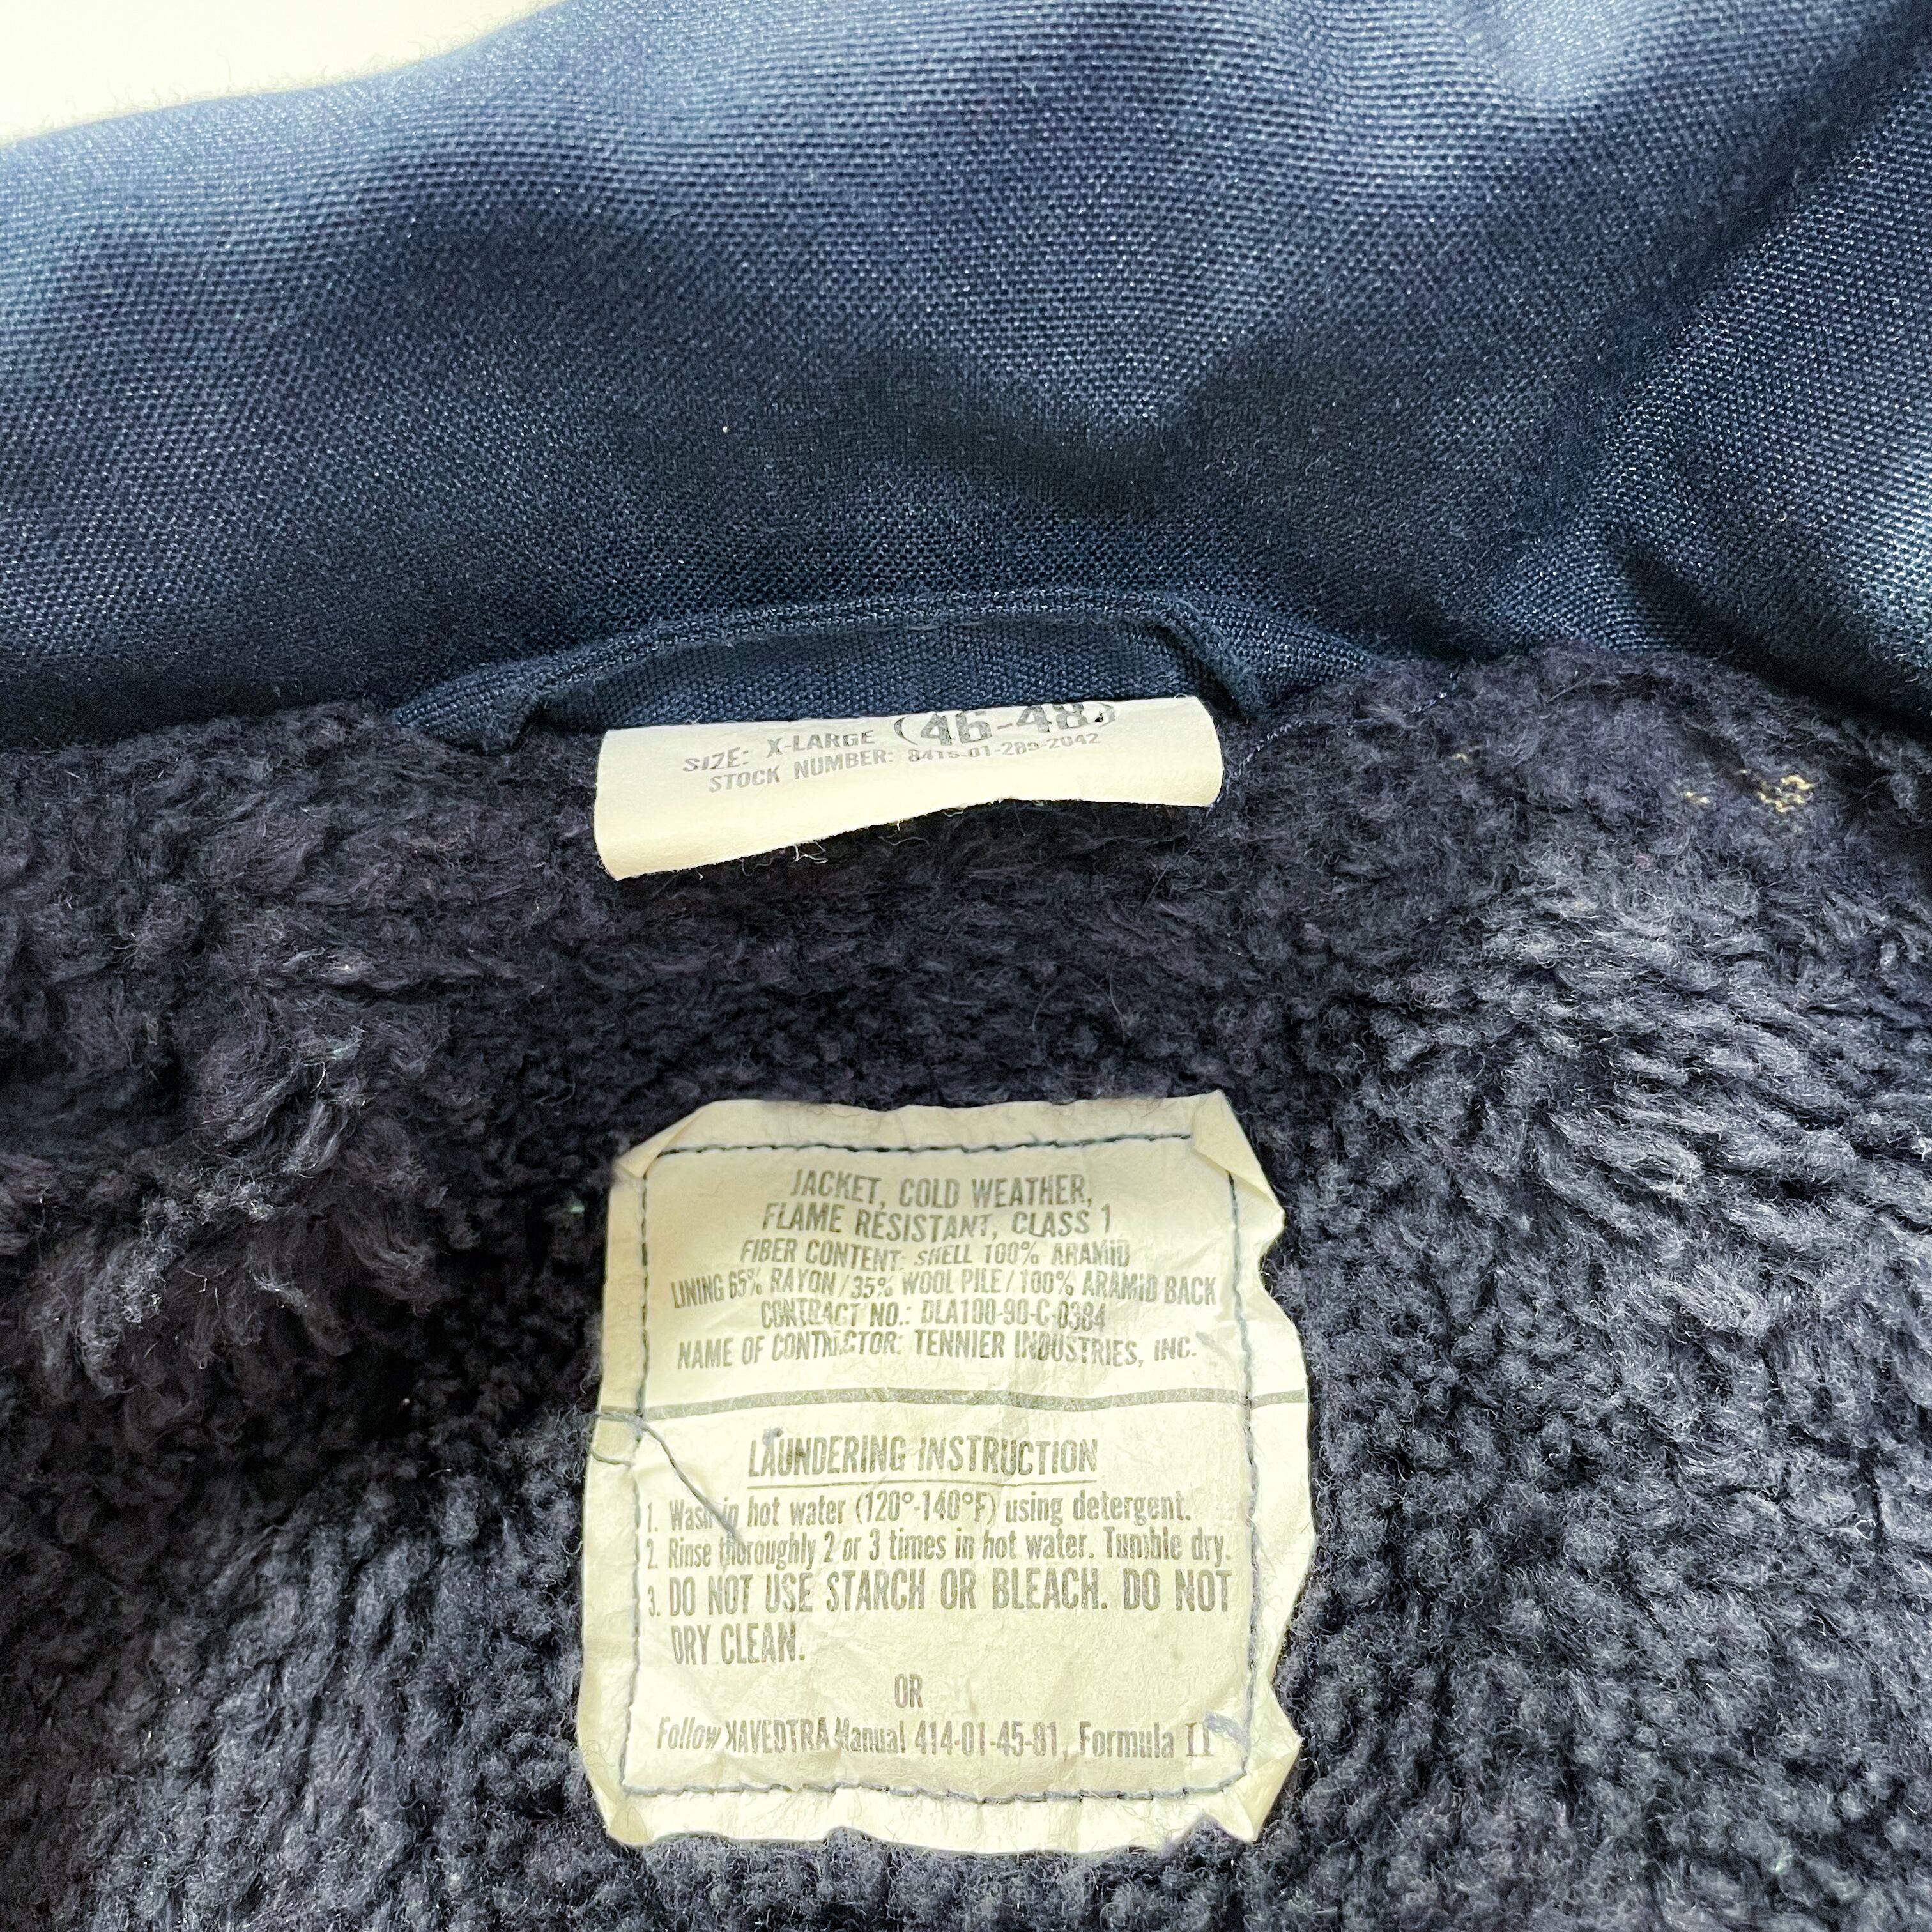 SIZE: X-LARGE (46-48)
STOCK NUMBER: 8415-01-289-2042
JACKET, COLD WEATHER,
FLAME RESISTANT, CLASS 1
FIBER CONTENT: SHELL 100% ARAMID
LINING 65% RAYON / 35% WOOL PILE / 100% ARAMID BACK
CONTRACT NO.: DLA100-90-C-0384
NAME OF CONTRACTOR: TENNIER INDUSTRIES, INC.
LAUNDERING INSTRUCTION
1. Wash in hot water (120°-140°F) using detergent.
2. Rinse thoroughly 2 or 3 times in hot water. Tumble dry.
3. DO NOT USE STARCH OR BLEACH. DO NOT
DRY CLEAN.
OR
Follow NAVEDTRA Manual 414-01-45-81, Formula II